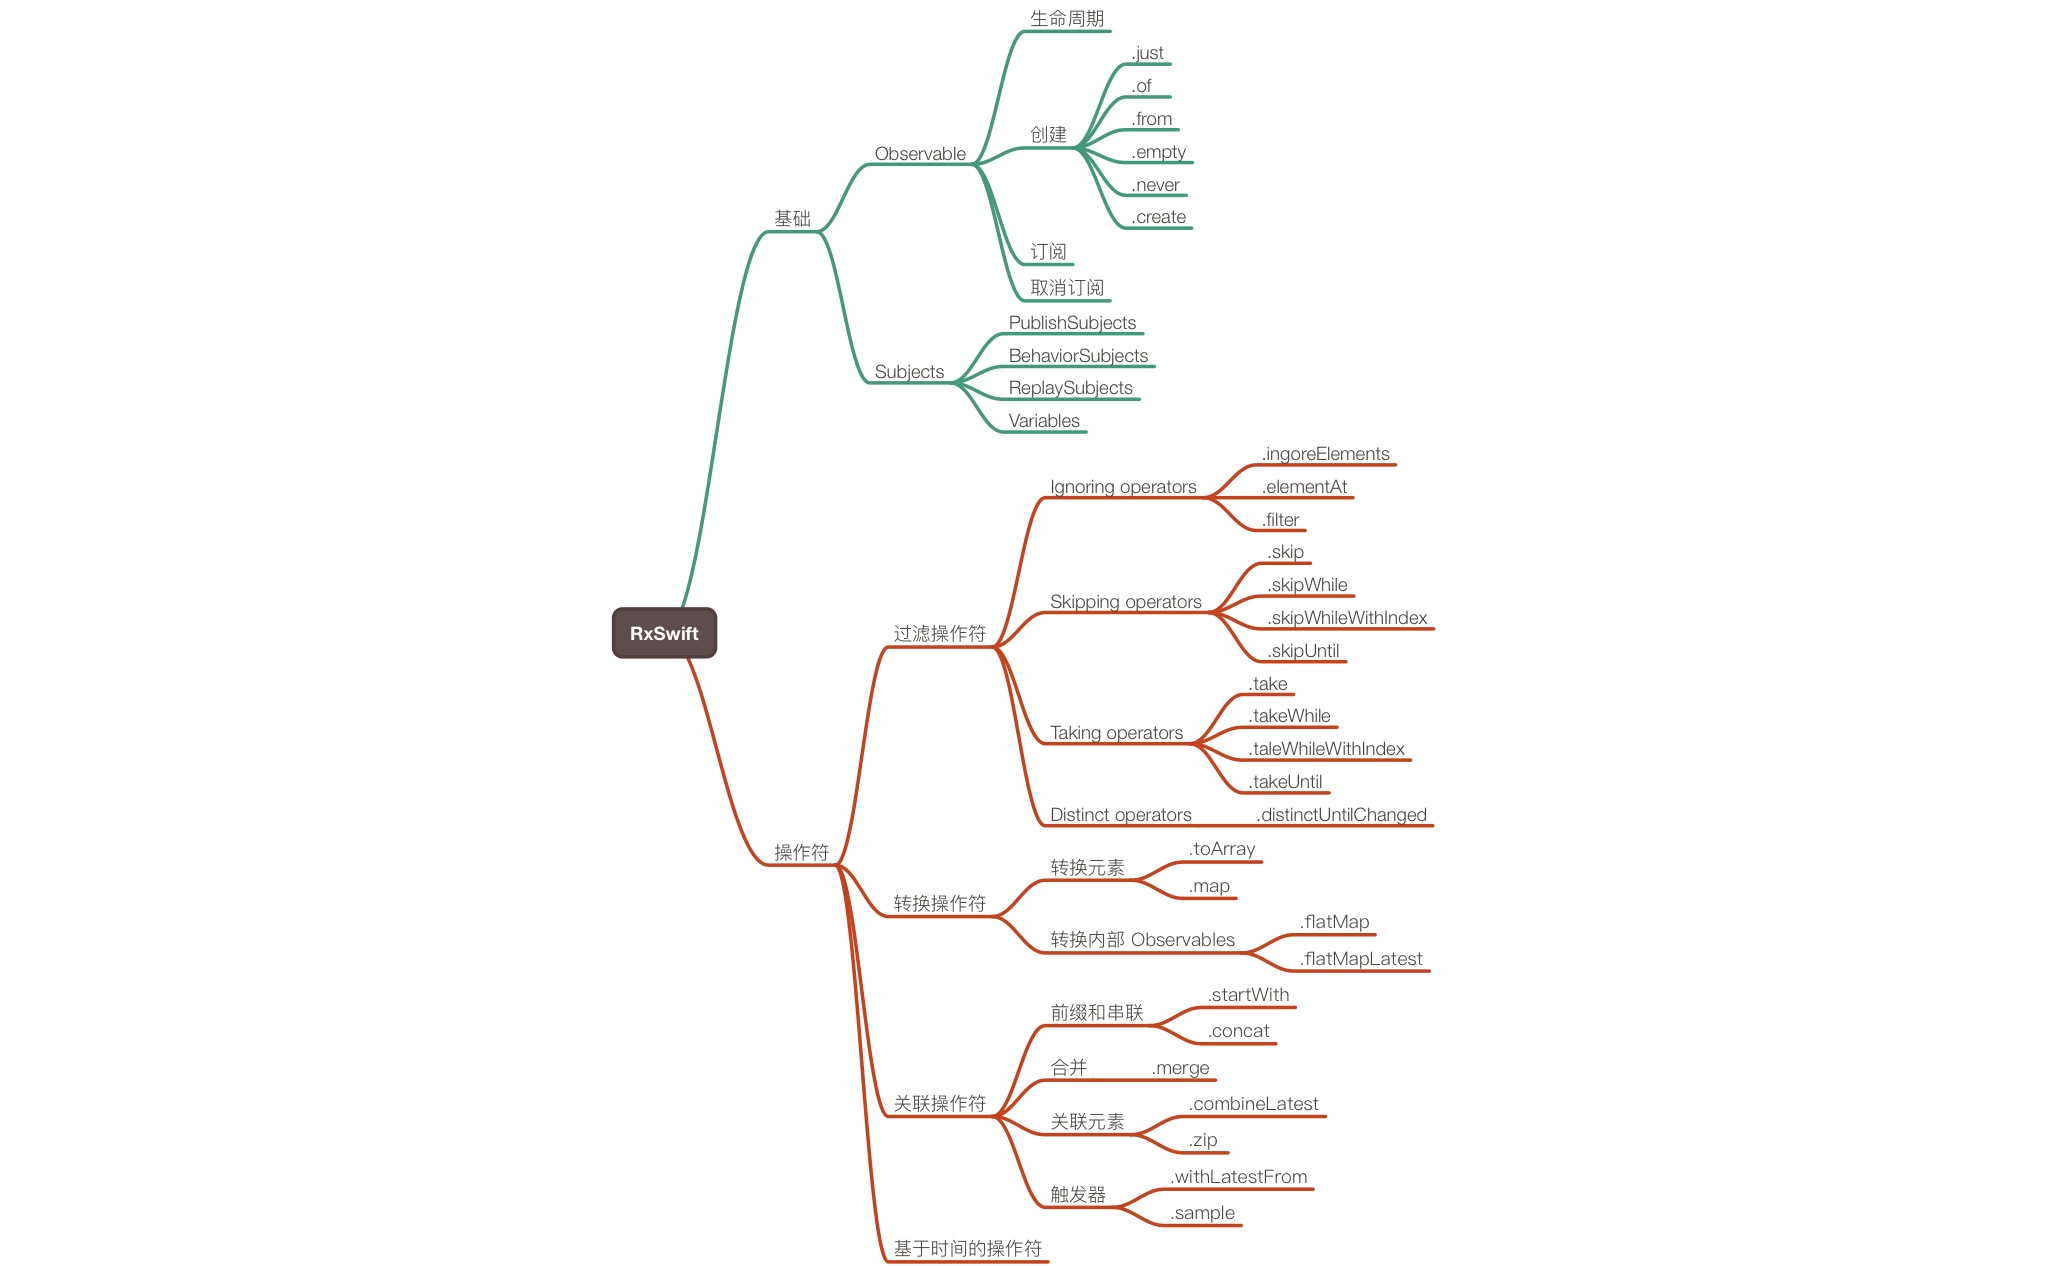 RxSwift
基础
Observable
生命周期
创建
.just
.of
.from
.empty
.never
.create
订阅
取消订阅
Subjects
PublishSubjects
BehaviorSubjects
ReplaySubjects
Variables
操作符
过滤操作符
Ignoring operators
.ingoreElements
.elementAt
.filter
Skipping operators
.skip
.skipWhile
.skipWhileWithIndex
.skipUntil
Taking operators
.take
.takeWhile
.taleWhileWithIndex
.takeUntil
Distinct operators
.distinctUntilChanged
转换操作符
转换元素
.toArray
.map
转换内部 Observables
.flatMap
.flatMapLatest
关联操作符
前缀和串联
.startWith
.concat
合并
.merge
关联元素
.combineLatest
.zip
触发器
.withLatestFrom
.sample
基于时间的操作符